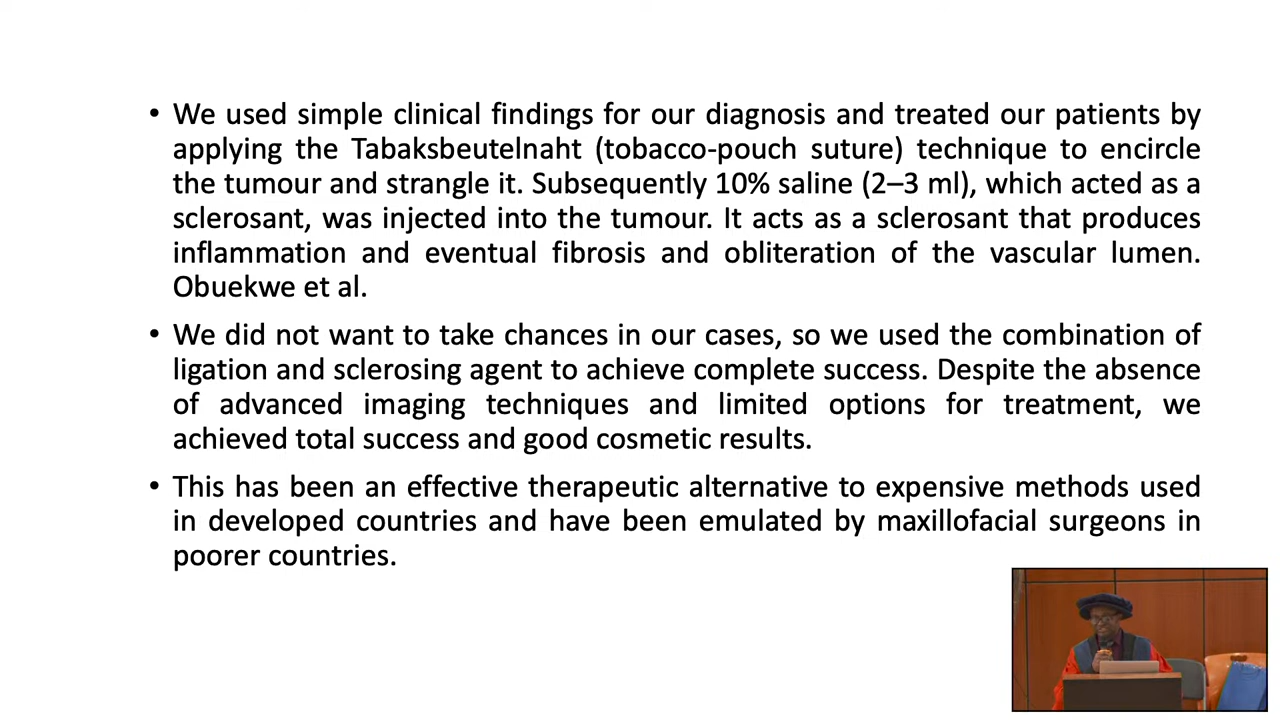 • We used simple clinical findings for our diagnosis and treated our patients by
applying the Tabaksbeutelnaht (tobacco-pouch suture) technique to encircle
the tumour and strangle it. Subsequently 10% saline (2–3 ml), which acted as a
sclerosant, was injected into the tumour. It acts as a sclerosant that produces
inflammation and eventual fibrosis and obliteration of the vascular lumen.
Obuekwe et al.
• We did not want to take chances in our cases, so we used the combination of
ligation and sclerosing agent to achieve complete success. Despite the absence
of advanced imaging techniques and limited options for treatment, we
achieved total success and good cosmetic results.
• This has been an effective therapeutic alternative to expensive methods used
in developed countries and have been emulated by maxillofacial surgeons in
poorer countries.